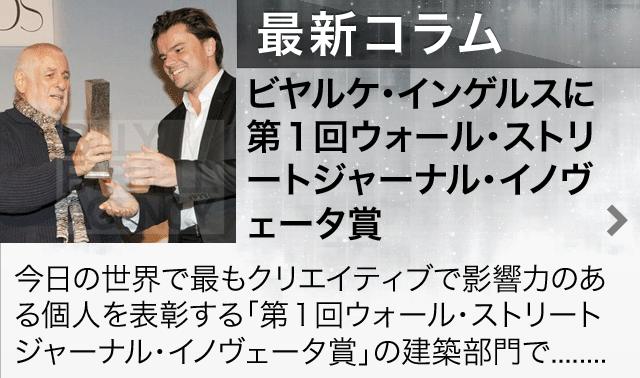 最新コラム
ビヤルケ・インゲルスに
第1回ウォール・ストリ
ートジャーナル・イノヴ
ェータ賞
今日の世界で最もクリエイティブで影響力のあ
る個人を表彰する「第1回ウォール・ストリート
ジャーナル・イノヴェータ賞」の建築部門で........